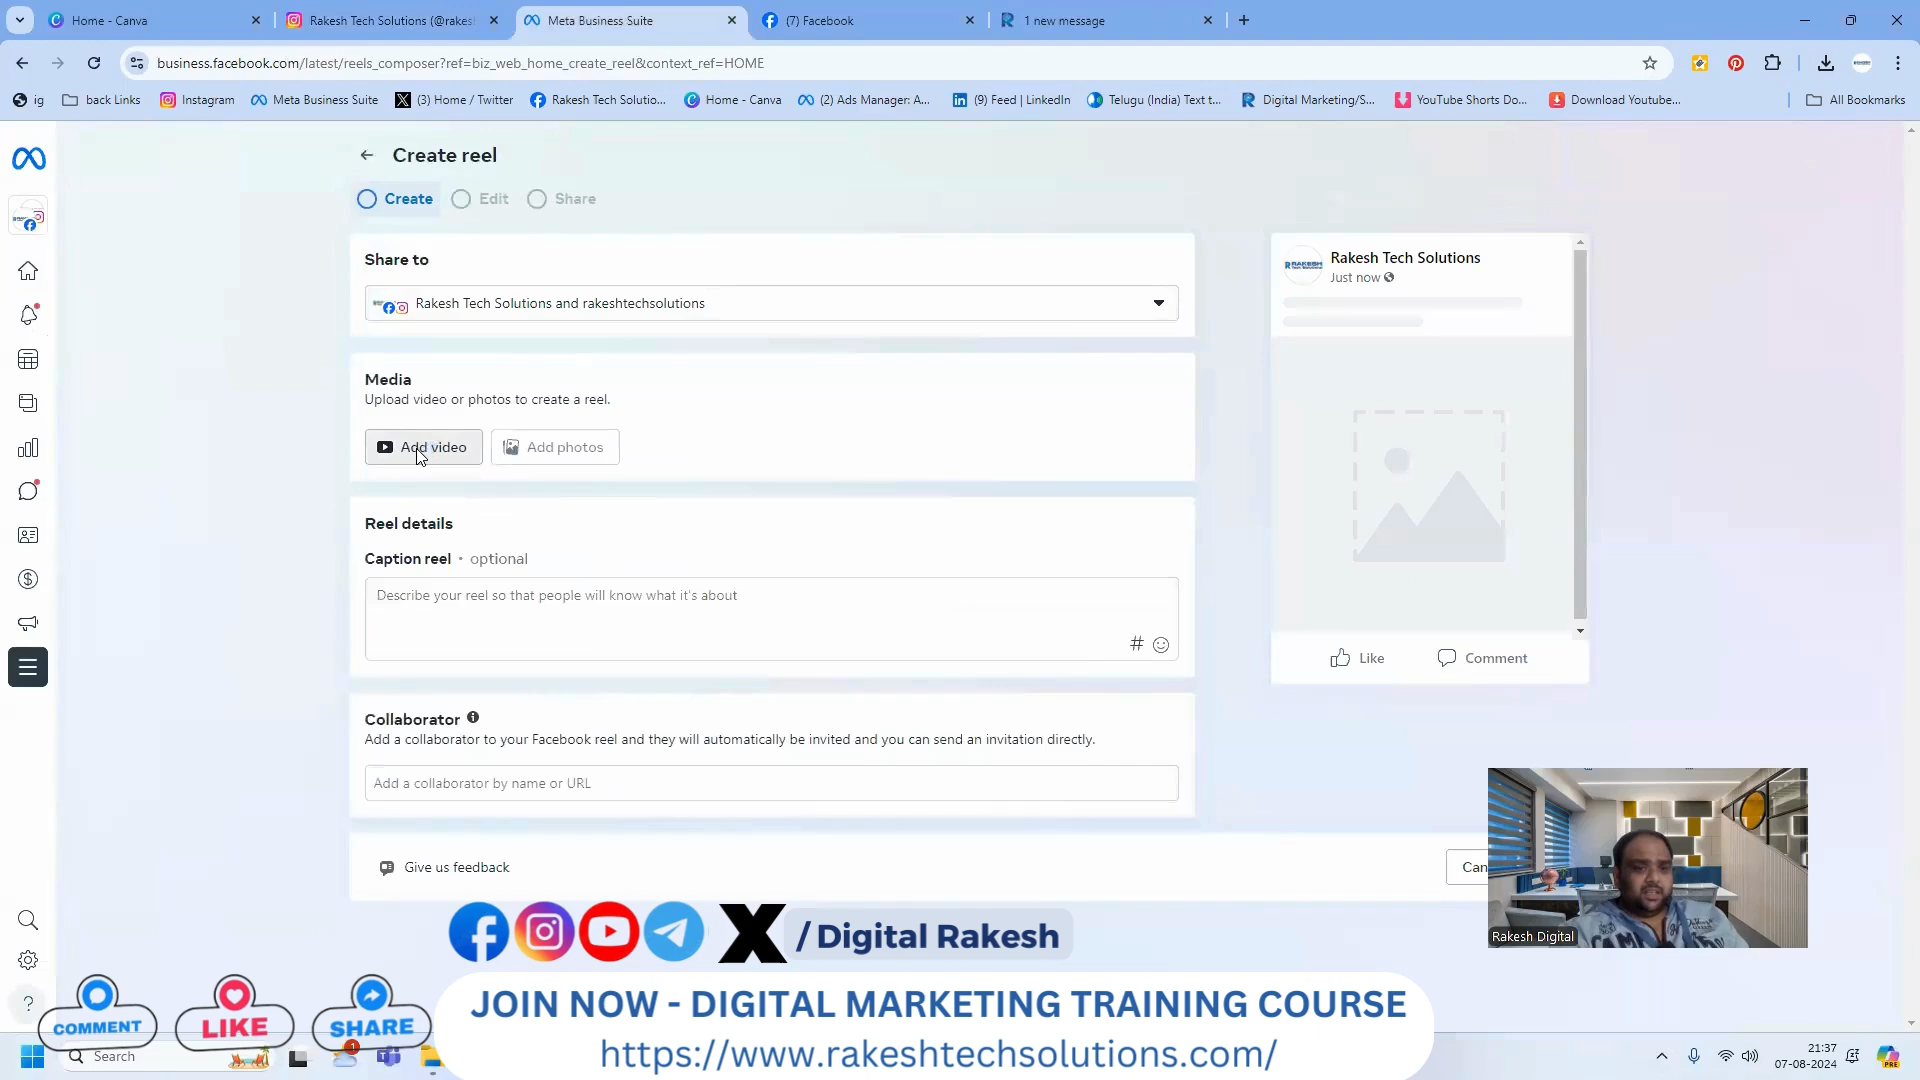 Home - Canva
Rakesh Tech Solutions (@rakes
Meta Business Suite
(7) Facebook
1 new message
business.facebook.com/latest/reels_composer?ref=biz_web_home_create_reel&context_ref=HOME
ig
back Links
Instagram
Meta Business Suite
(3) Home / Twitter
Rakesh Tech Solutio...
Home - Canva
(2) Ads Manager: A...
(9) Feed | LinkedIn
Telugu (India) Text t...
Digital Marketing/S...
YouTube Shorts Do...
Download Youtube...
All Bookmarks
Create reel
Create
Edit
Share
Share to
Rakesh Tech Solutions and rakeshtechsolutions
Media
Upload video or photos to create a reel.
Add video
Add photos
Reel details
Caption reel • optional
Describe your reel so that people will know what it's about
#
Collaborator
Add a collaborator to your Facebook reel and they will automatically be invited and you can send an invitation directly.
Add a collaborator by name or URL
Give us feedback
Can
Rakesh Tech Solutions
Just now
Like
Comment
Rakesh Digital
X / Digital Rakesh
COMMENT
LIKE
SHARE
JOIN NOW - DIGITAL MARKETING TRAINING COURSE
https://www.rakeshtechsolutions.com/
Search
1
21:37
07-08-2024
PRE